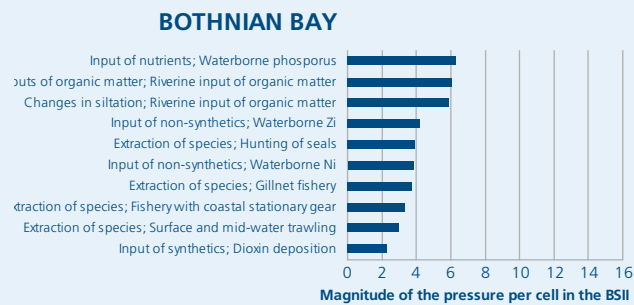 BOTHNIAN BAY
Input of nutrients; Waterborne phosporus
of organic matter; Riverine input of organic matter
Changes in siltation; Riverine input of organic matter
Input of non-synthetics; Waterborne Zi
Extraction of species; Hunting of seals
Input of non-synthetics; Waterborne Ni
Extraction of species; Gillnet fishery
of species; Fishery with coastal stationary gear
Extraction of species; Surface and mid-water trawling
Input of synthetics; Dioxin deposition
0 2 4 6 8 10 12 14 16
Magnitude of the pressure per cell in the BSII